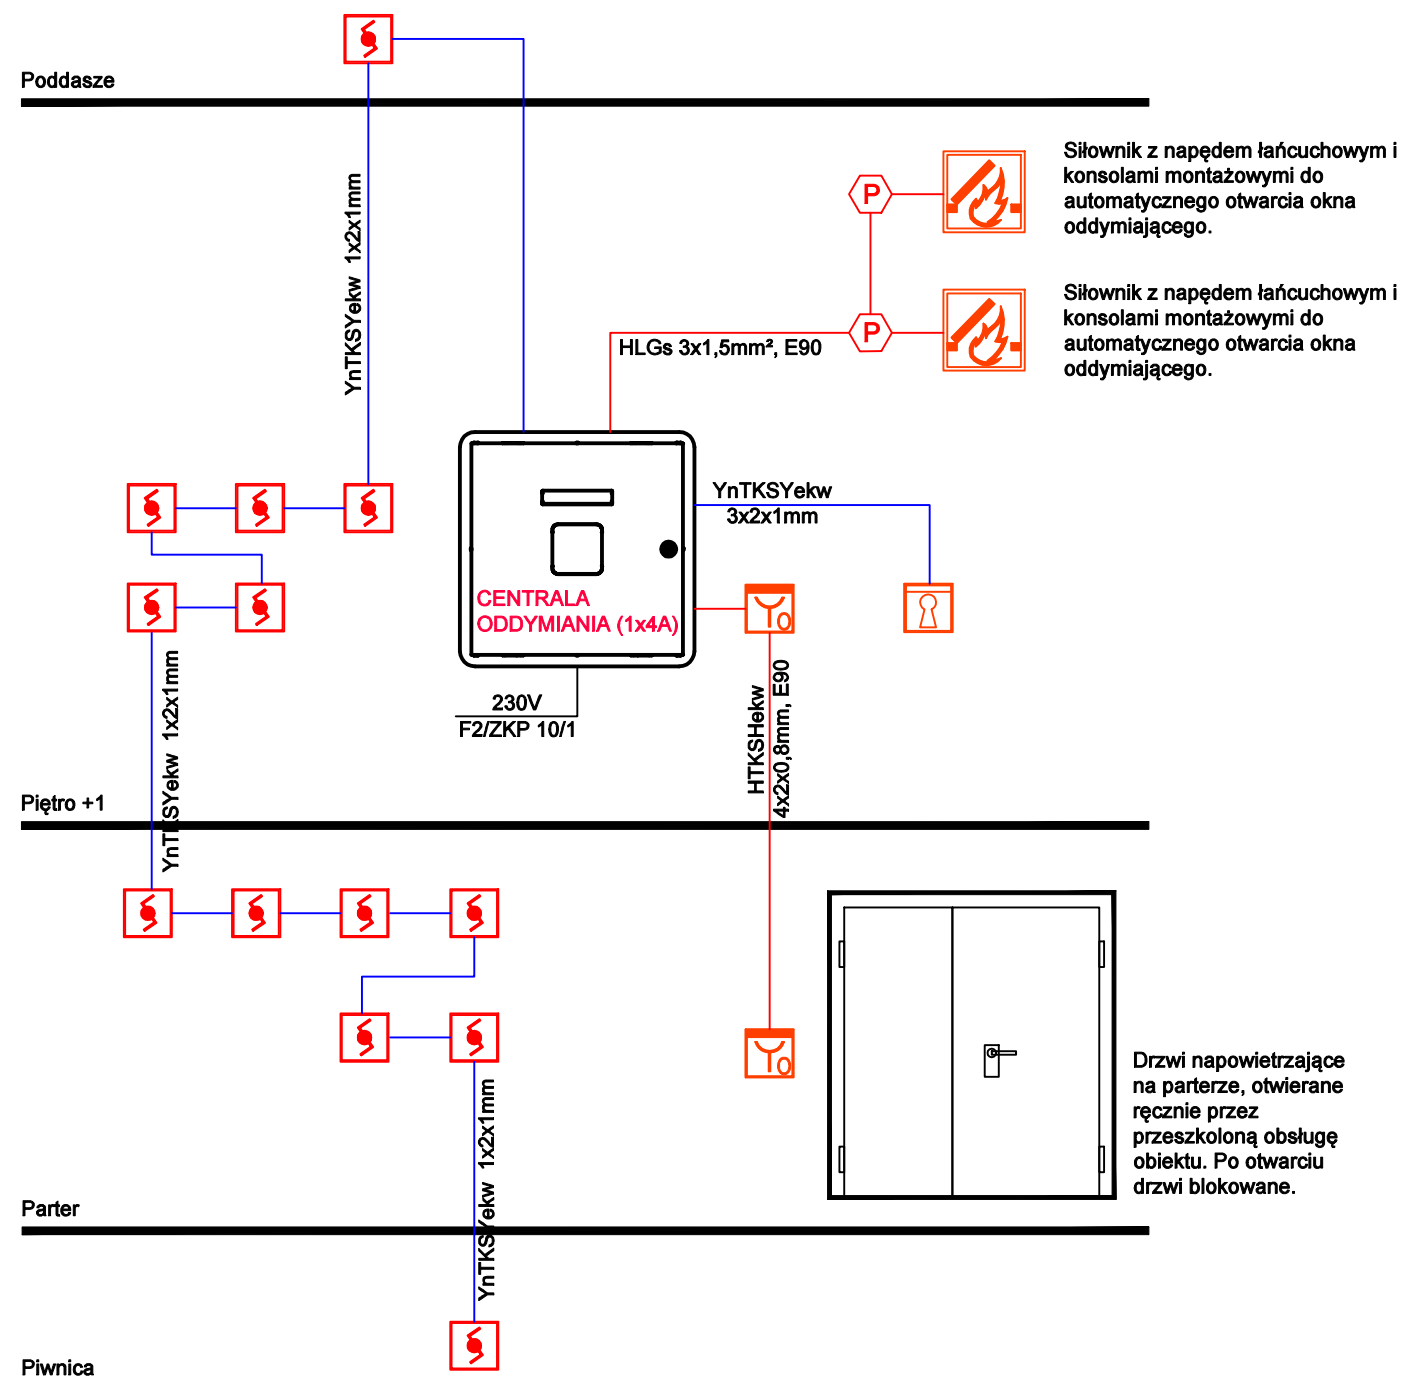 Poddasze
YnTKSYekw 1x2x1mm
P
Siłownik z napędem łańcuchowym i
konsolami montażowymi do
automatycznego otwarcia okna
oddymiającego.
P
Siłownik z napędem łańcuchowym i
konsolami montażowymi do
automatycznego otwarcia okna
oddymiającego.
HLGs 3x1,5mm², E90
YnTKSYekw
3x2x1mm
CENTRALA
ODDYMIANIA (1x4A)
O
230V
F2/ZKP 10/1
YnTKSYekw 1x2x1mm
HTKSHekw
4x2x0,8mm, E90
Piętro +1
O
Drzwi napowietrzające
na parterze, otwierane
ręcznie przez
przeszkoloną obsługę
obiektu. Po otwarciu
drzwi blokowane.
YnTKSYekw 1x2x1mm
Parter
Piwnica